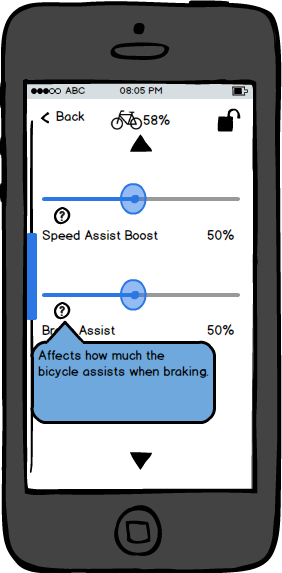 ABC 08:05 PM
< Back 58%
?
Speed Assist Boost 50%
?
Br Assist 50%
Affects how much the
bicycle assists when braking.